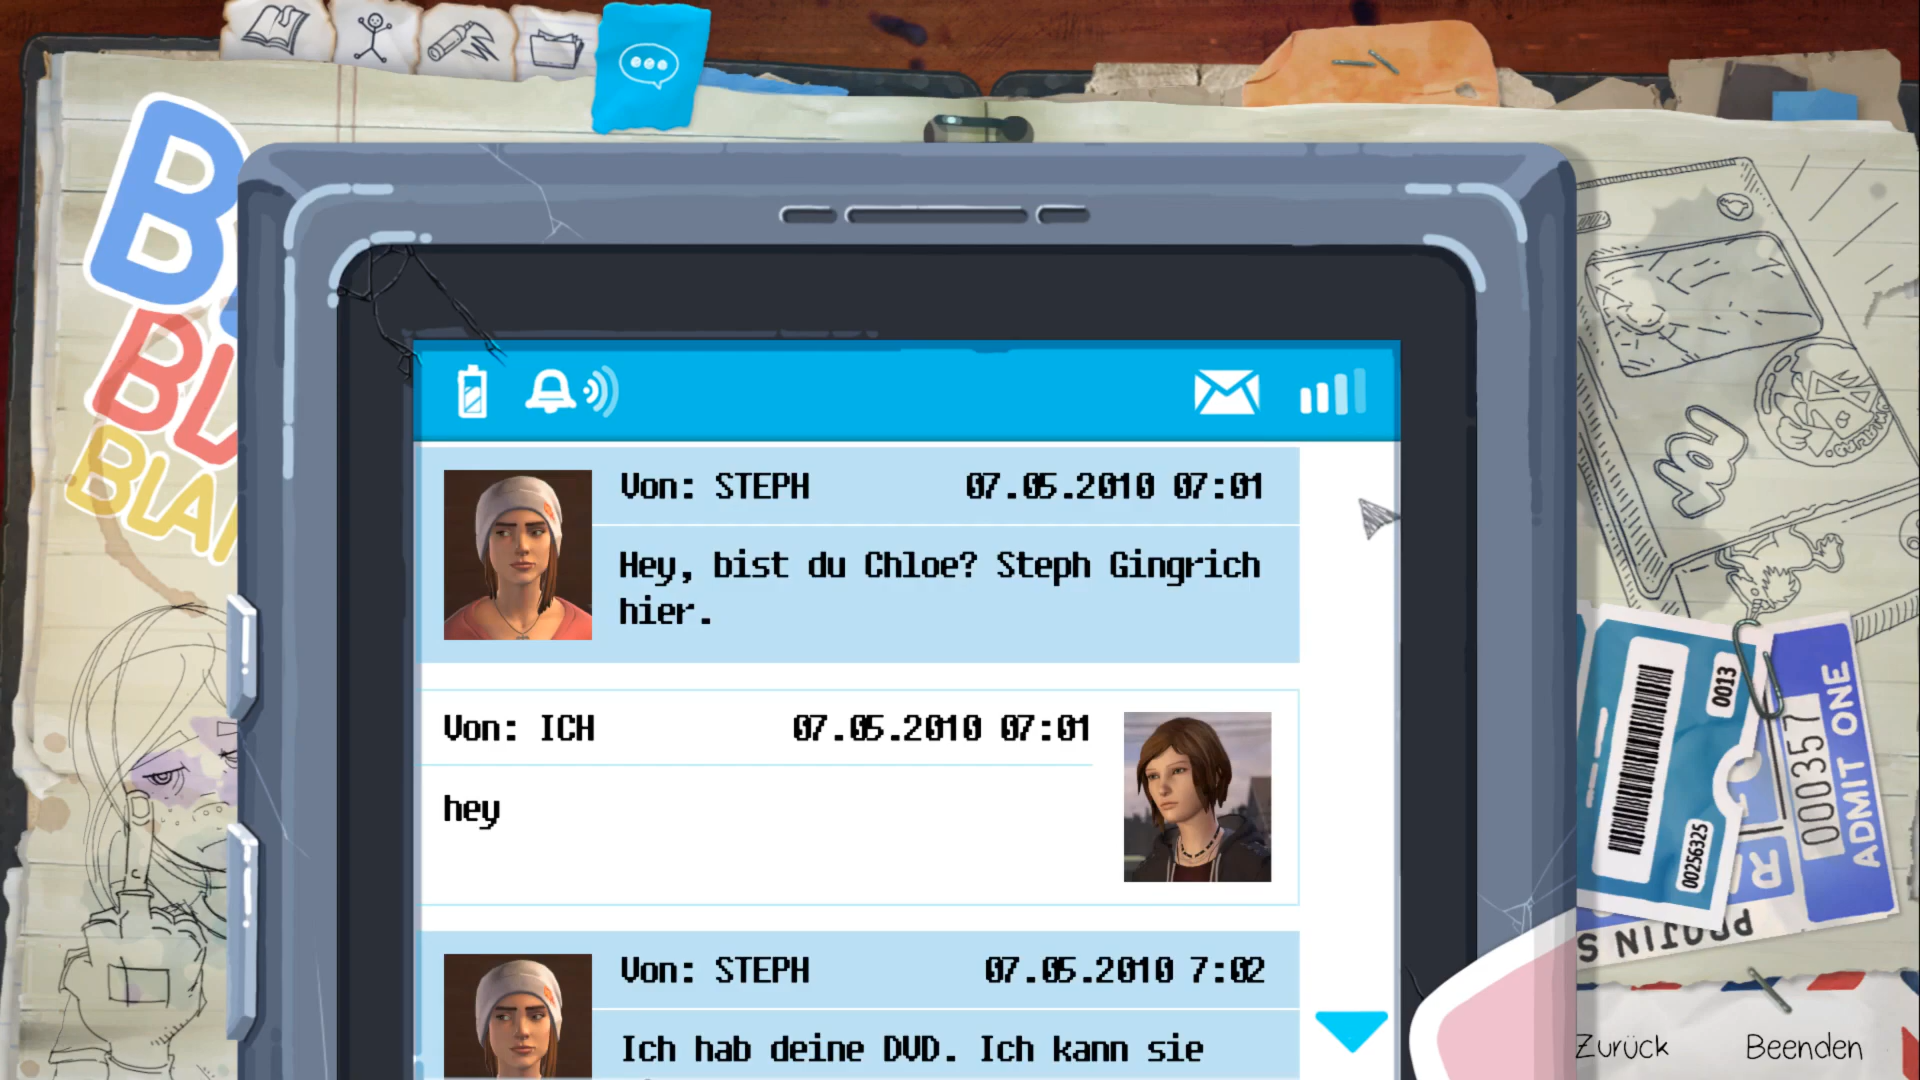 Von: STEPH 07.05.2010 07:01
Hey, bist du Chloe? Steph Gingrich
hier.
Von: ICH 07.05.2010 07:01
hey
Von: STEPH 07.05.2010 7:02
Ich hab deine DVD. Ich kann sie
BL
BLA
0013
00256325
000357
ADMIT ONE
Zurück Beenden